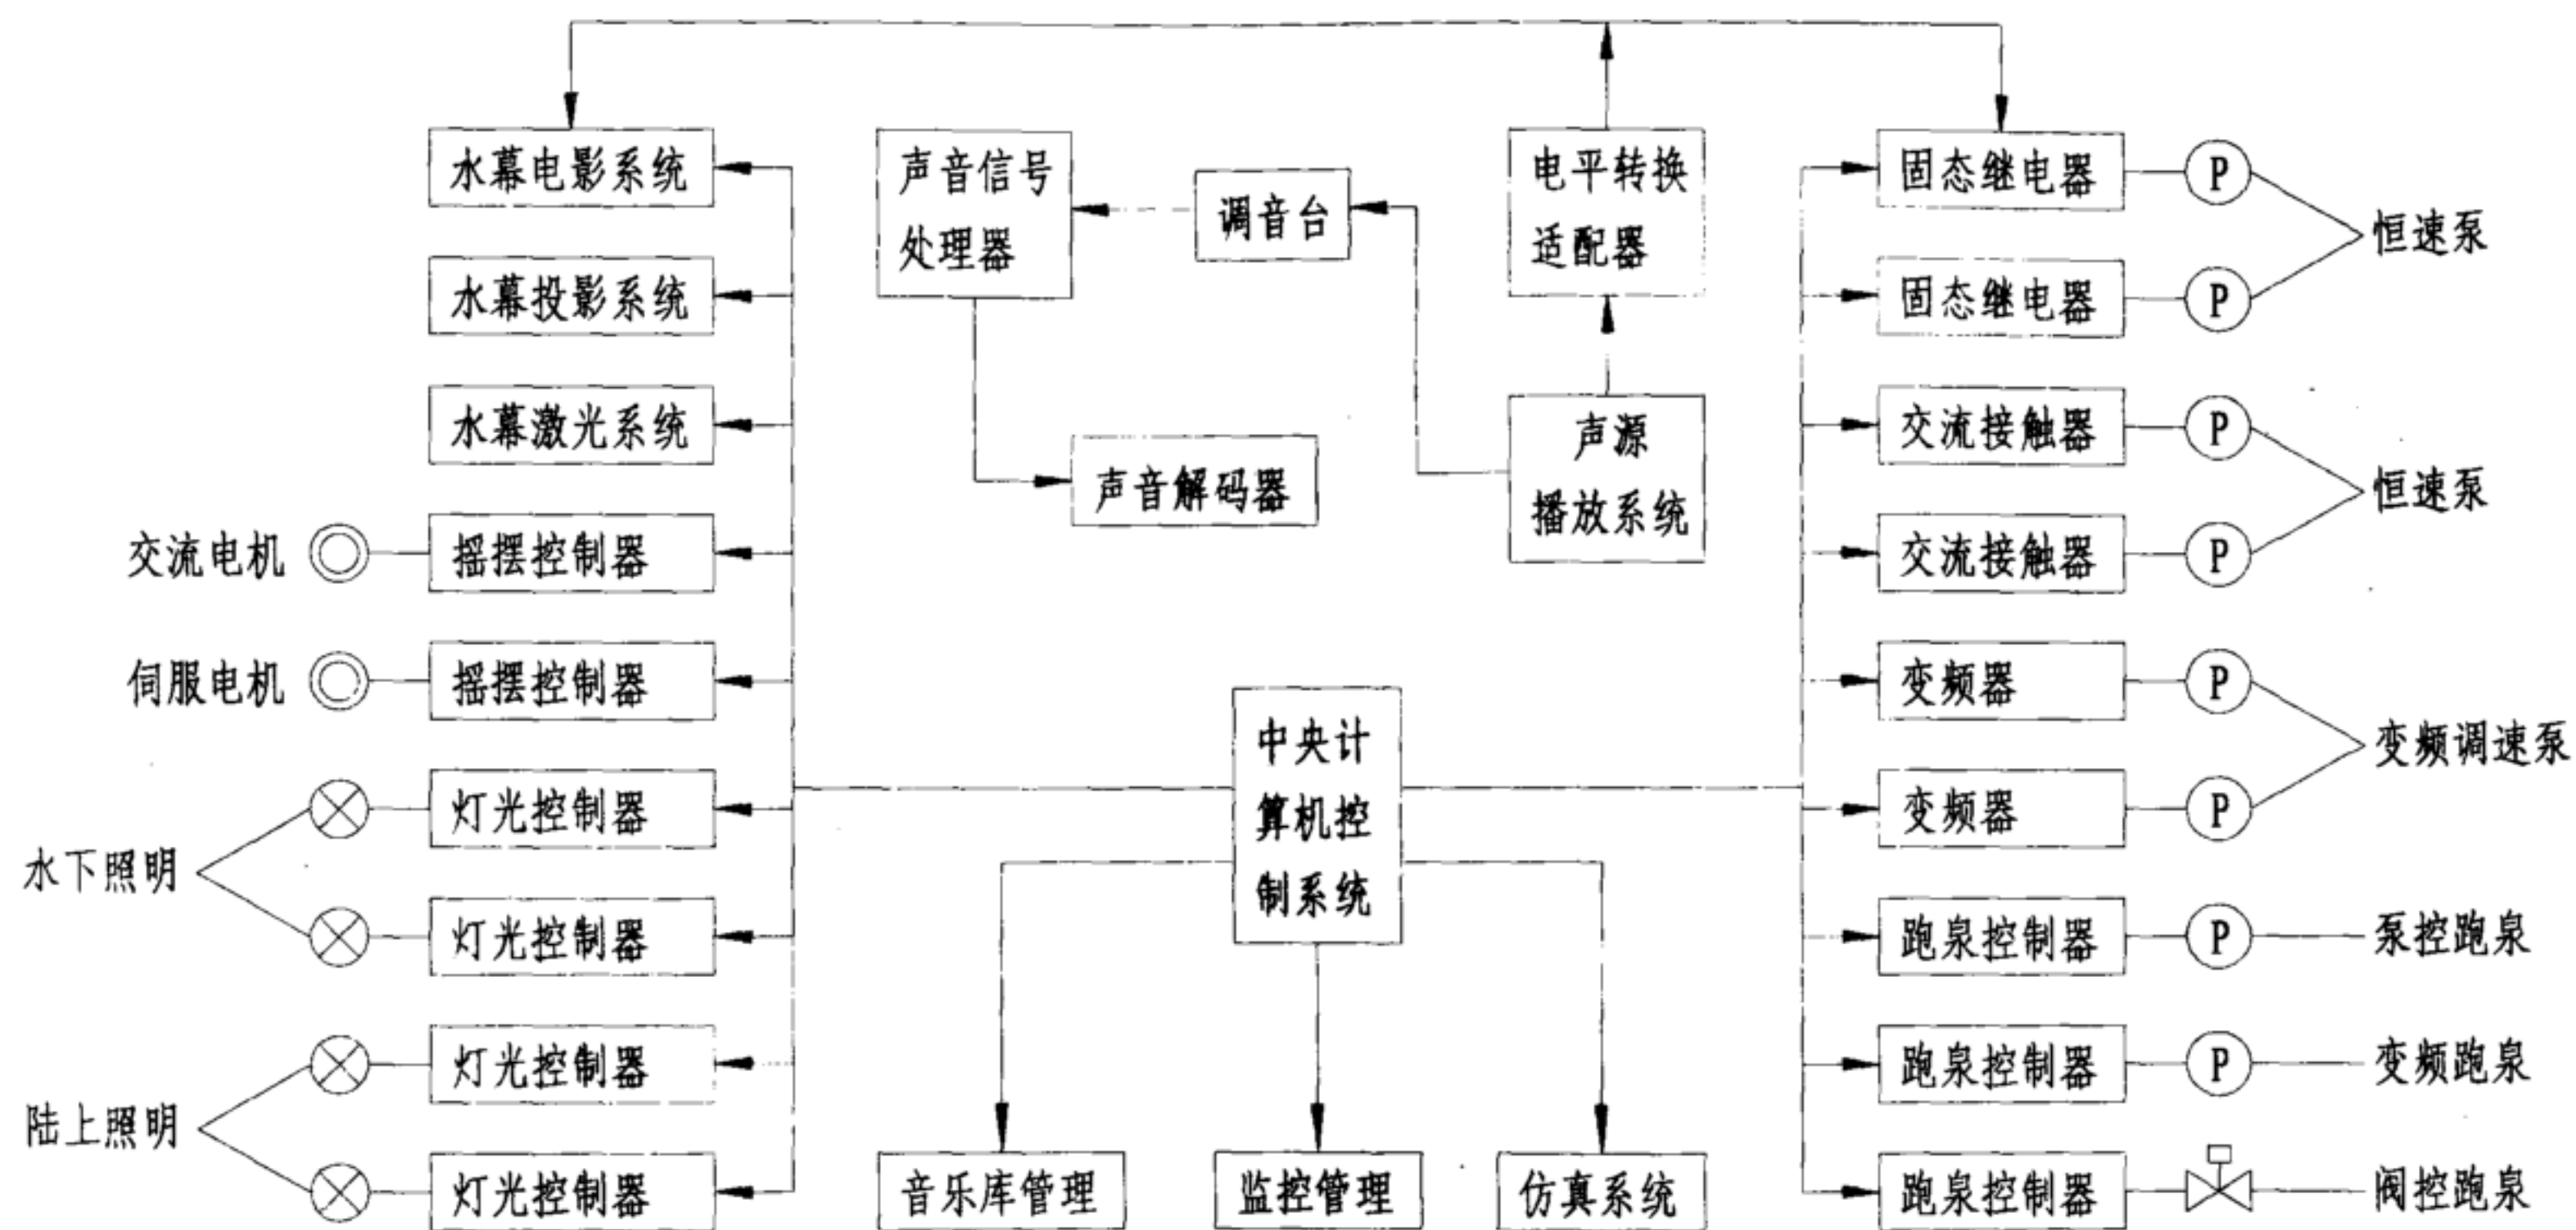 水幕电影系统
水幕投影系统
水幕激光系统
交流电机
摇摆控制器
伺服电机
摇摆控制器
水下照明
灯光控制器
灯光控制器
陆上照明
灯光控制器
灯光控制器
声音信号
处理器
调音台
电平转换
适配器
声音解码器
声源
播放系统
中央计
算机控
制系统
音乐库管理
监控管理
仿真系统
固态继电器
P
固态继电器
P
恒速泵
交流接触器
P
交流接触器
P
恒速泵
变频器
P
变频器
P
变频调速泵
跑泉控制器
P
泵控跑泉
跑泉控制器
P
变频跑泉
跑泉控制器
阀控跑泉